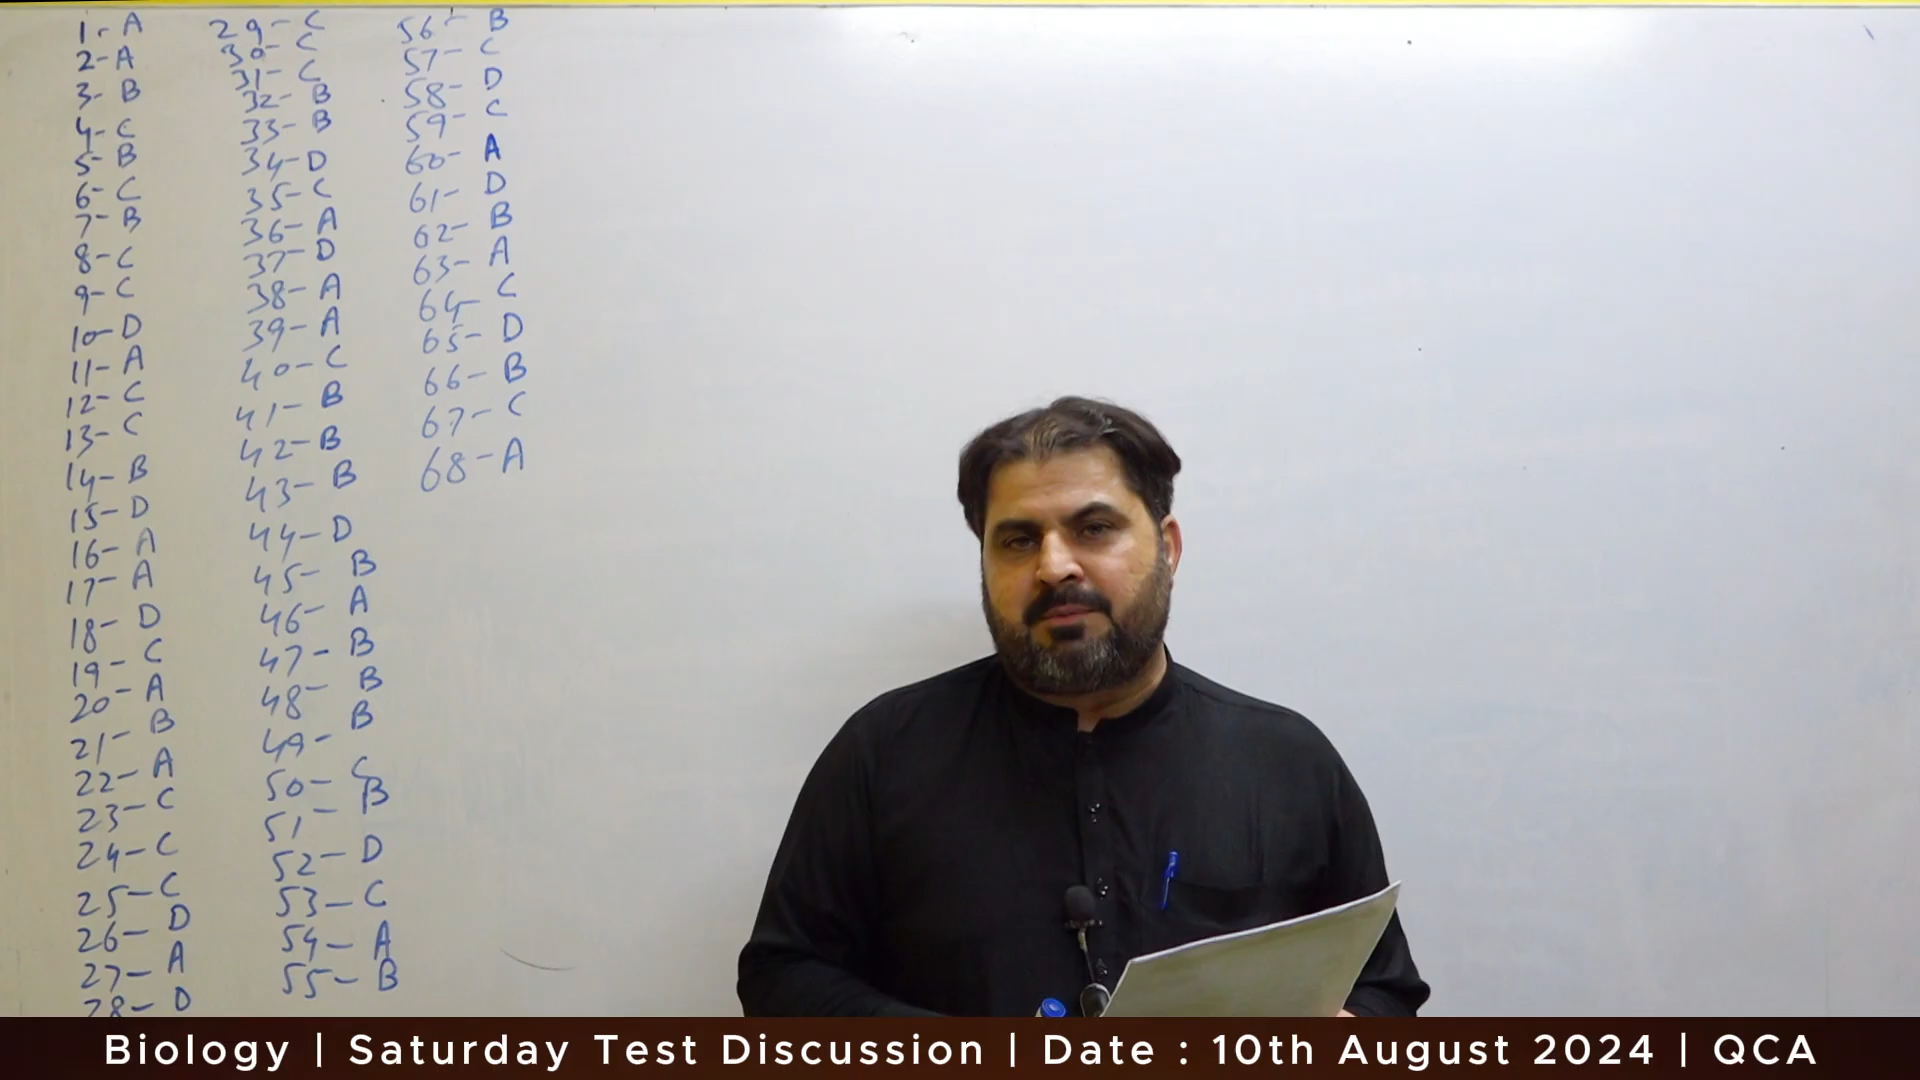 1- A
2- A
3- B
4- C
5- B
6- C
7- B
8- C
9- C
10- D
11- A
12- C
13- C
14- B
15- D
16- A
17- A
18- D
19- C
20- A
21- B
22- A
23- C
24- C
25- C
26- D
27- A
28- D
29- C
30- C
31- C
32- B
33- B
34- D
35- C
36- A
37- D
38- A
39- A
40- C
41- B
42- B
43- B
44- D
45- B
46- A
47- B
48- B
49- B
50- C
51- B
52- D
53- C
54- A
55- B
56- B
57- C
58- D
59- C
60- A
61- D
62- B
63- A
64- C
65- D
66- B
67- C
68- A
Biology | Saturday Test Discussion | Date : 10th August 2024 | QCA